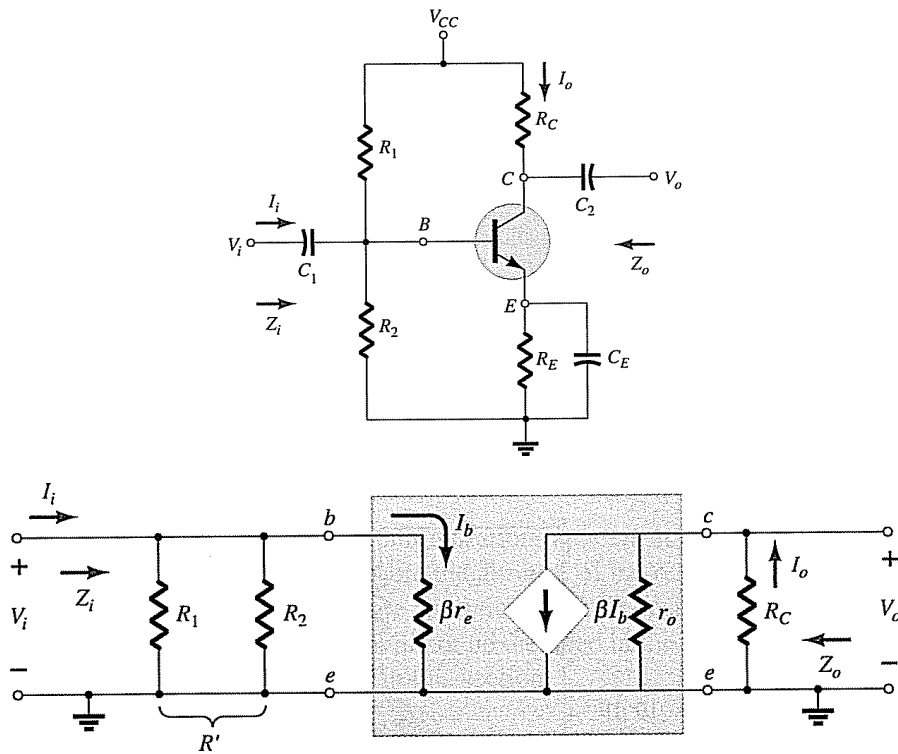 V_CC
I_o
R_C
R_1
C
V_o
C_2
I_i
B
V_i
C_1
Z_o
Z_i
R_2
E
R_E
C_E
I_i
b
I_b
c
+
Z_i
I_o
+
V_i
R_1
R_2
βr_e
βI_b
r_o
R_C
V_o
Z_o
–
e
e
–
R'